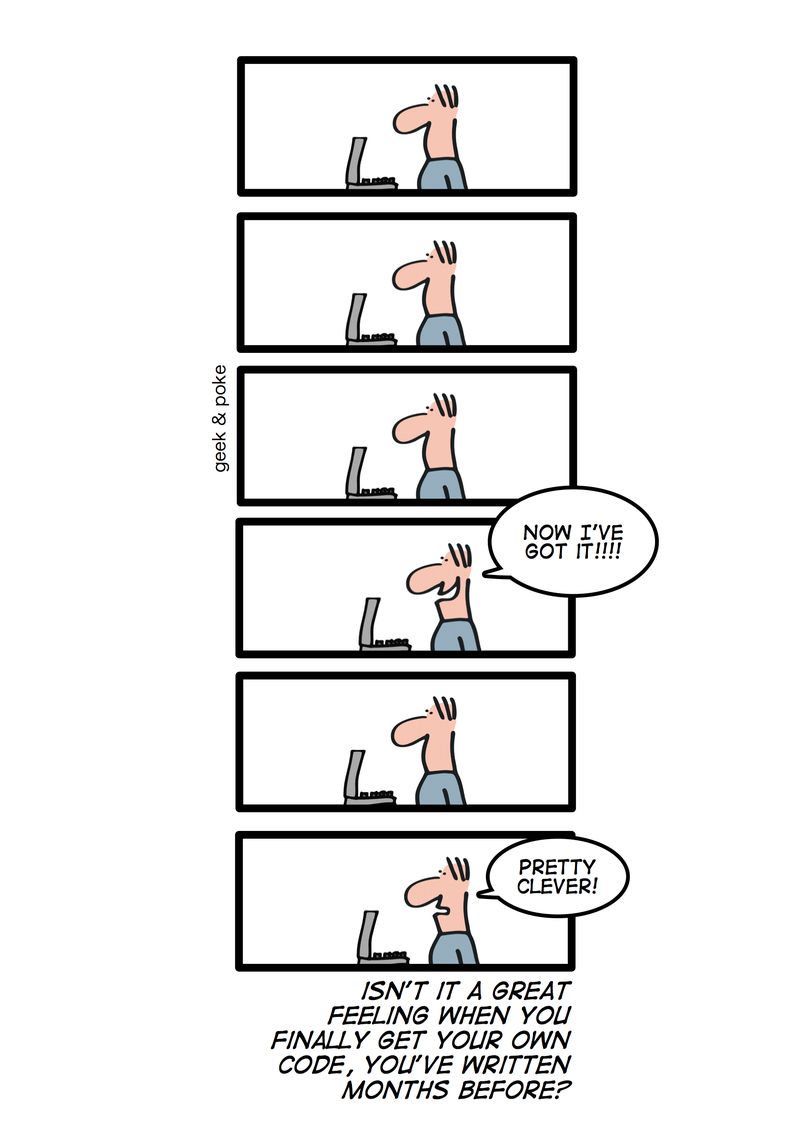 geek & poke
NOW I'VE
GOT IT!!!!
PRETTY
CLEVER!
ISN'T IT A GREAT
FEELING WHEN YOU
FINALLY GET YOUR OWN
CODE, YOU'VE WRITTEN
MONTHS BEFORE?